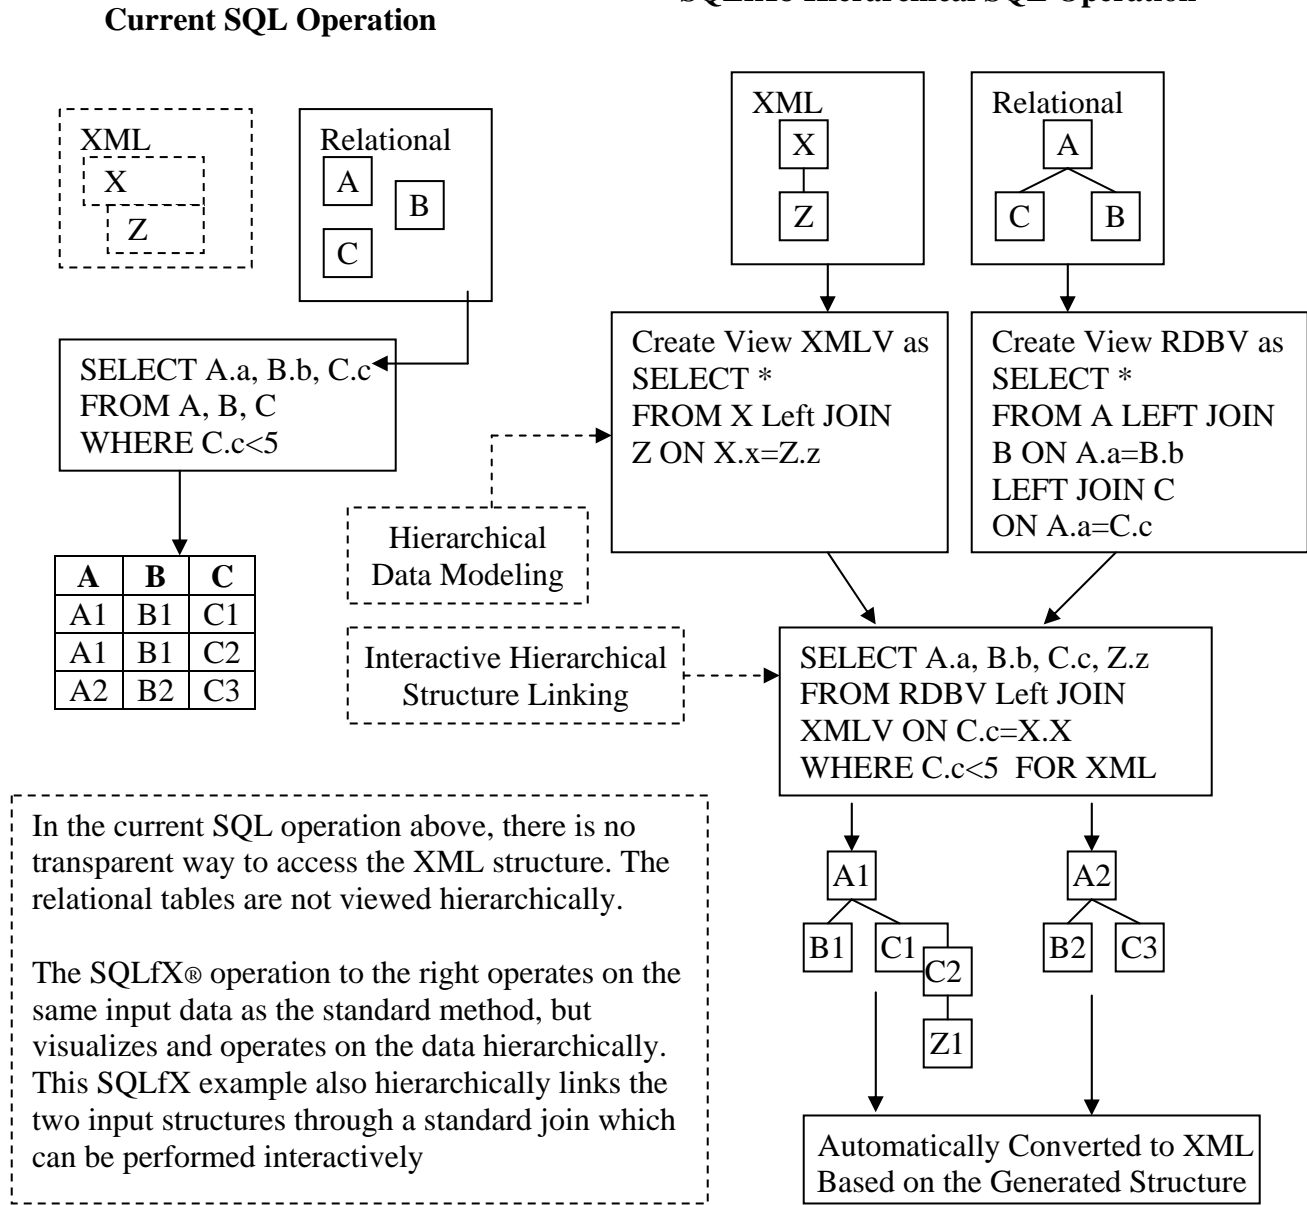 Current SQL Operation
Hierarchical SQL Operation
XML
X
Z
Relational
A
B
C
SELECT A.a, B.b, C.c
FROM A, B, C
WHERE C.c<5
A B C
A1 B1 C1
A1 B1 C2
A2 B2 C3
XML
X
Z
Relational
A
C B
Create View XMLV as
SELECT *
FROM X Left JOIN
Z ON X.x=Z.z
Create View RDBV as
SELECT *
FROM A LEFT JOIN
B ON A.a=B.b
LEFT JOIN C
ON A.a=C.c
Hierarchical
Data Modeling
Interactive Hierarchical
Structure Linking
SELECT A.a, B.b, C.c, Z.z
FROM RDBV Left JOIN
XMLV ON C.c=X.X
WHERE C.c<5 FOR XML
A1
B1 C1
C2
Z1
A2
B2 C3
Automatically Converted to XML
Based on the Generated Structure
In the current SQL operation above, there is no
transparent way to access the XML structure. The
relational tables are not viewed hierarchically.
The SQLfX® operation to the right operates on the
same input data as the standard method, but
visualizes and operates on the data hierarchically.
This SQLfX example also hierarchically links the
two input structures through a standard join which
can be performed interactively